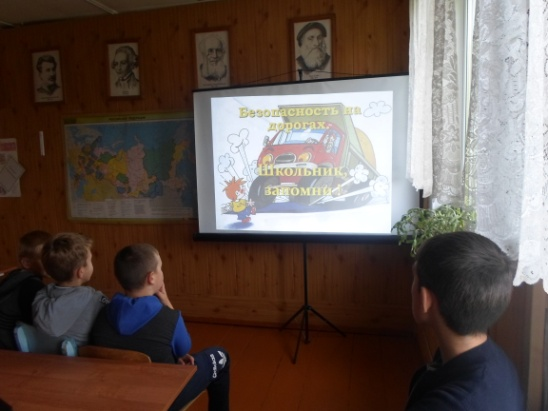 Безопасность на
дорогах.
Школьник,
запомни!